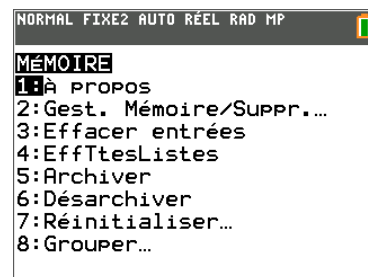 NORMAL FIXE2 AUTO RÉEL RAD MP
MÉMOIRE
1:À propos
2:Gest. Mémoire/Suppr.…
3:Effacer entrées
4:EffTtesListes
5:Archiver
6:Désarchiver
7:Réinitialiser…
8:Grouper…